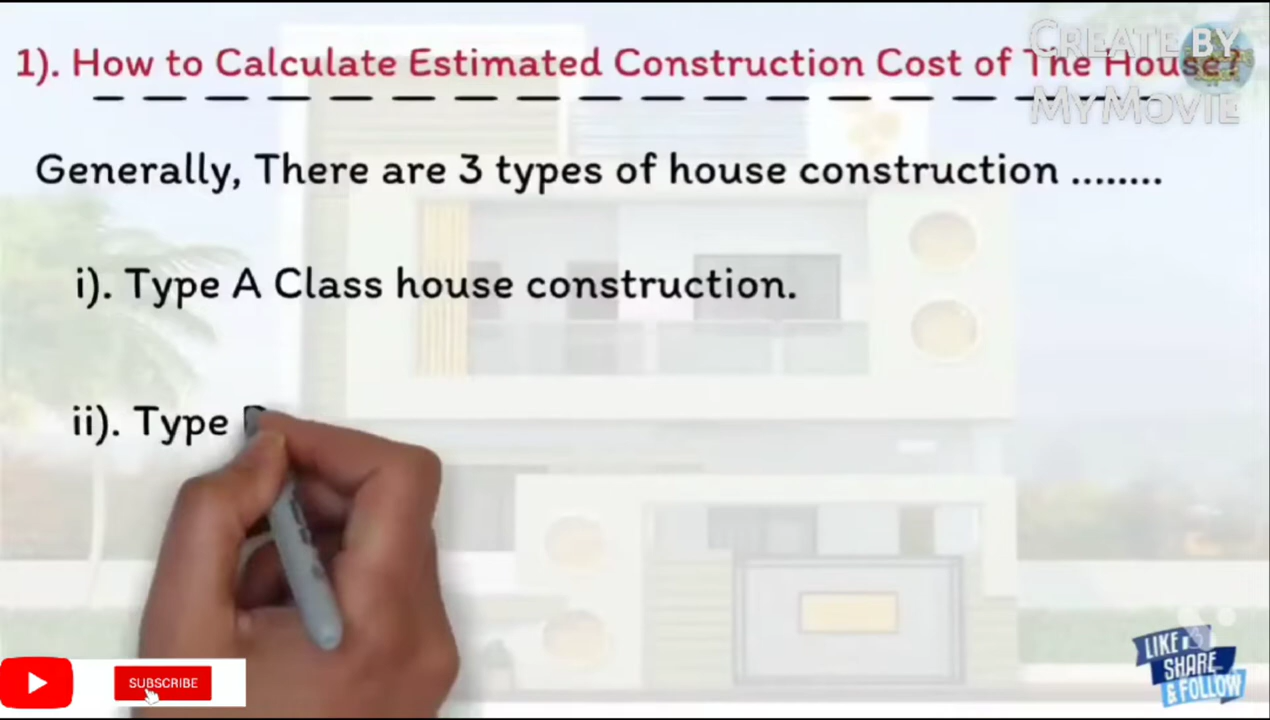 CREATE BY
1). How to Calculate Estimated Construction Cost of The House?
MYMOVIE
Generally, There are 3 types of house construction ........
i). Type A Class house construction.
ii). Type
SUBSCRIBE
LIKE
SHARE
& FOLLOW